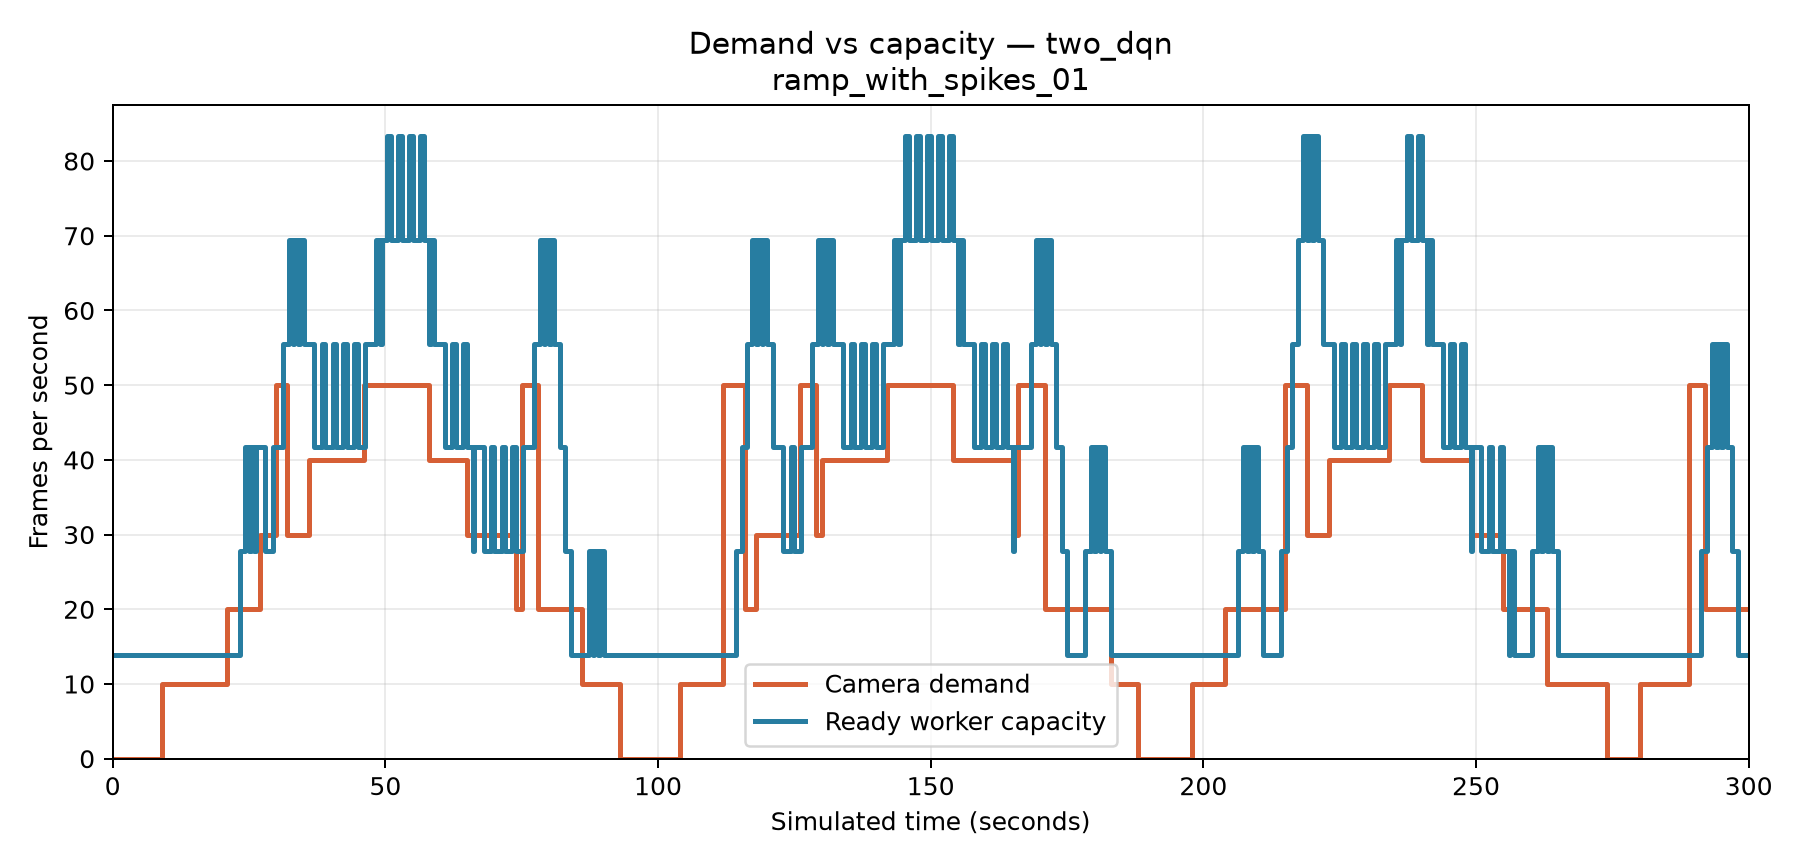 Demand vs capacity — two_dqn
ramp_with_spikes_01
Frames per second
80
70
60
50
40
30
20
10
0
Camera demand
Ready worker capacity
0 50 100 150 200 250 300
Simulated time (seconds)